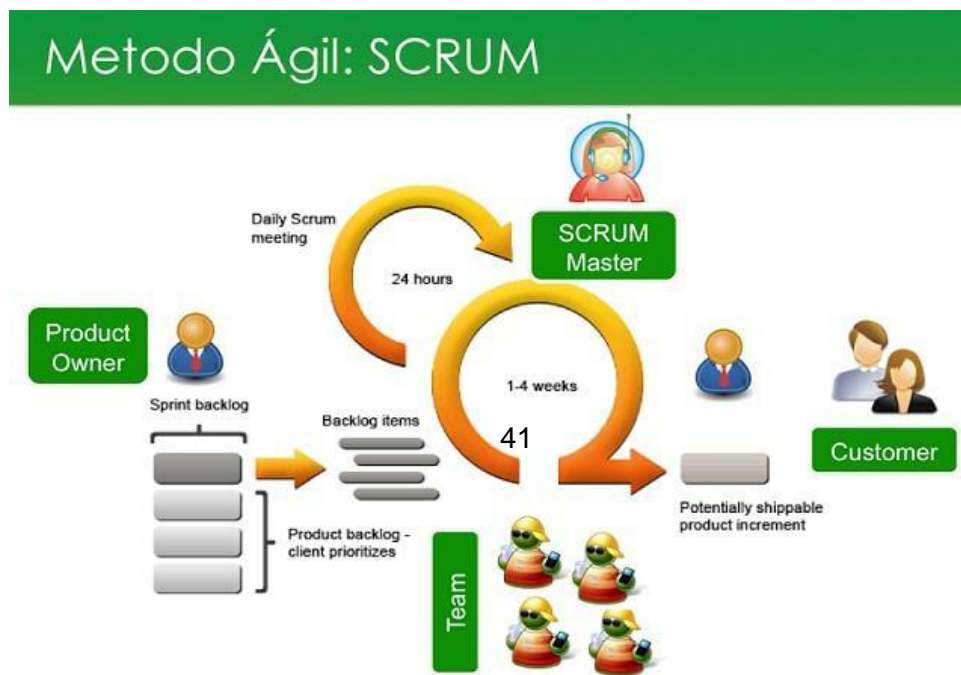 Metodo Ágil: SCRUM
Daily Scrum
meeting
24 hours
SCRUM
Master
Product
Owner
Sprint backlog
Backlog items
1-4 weeks
41
Customer
Potentially shippable
product increment
Product backlog -
client prioritizes
Team